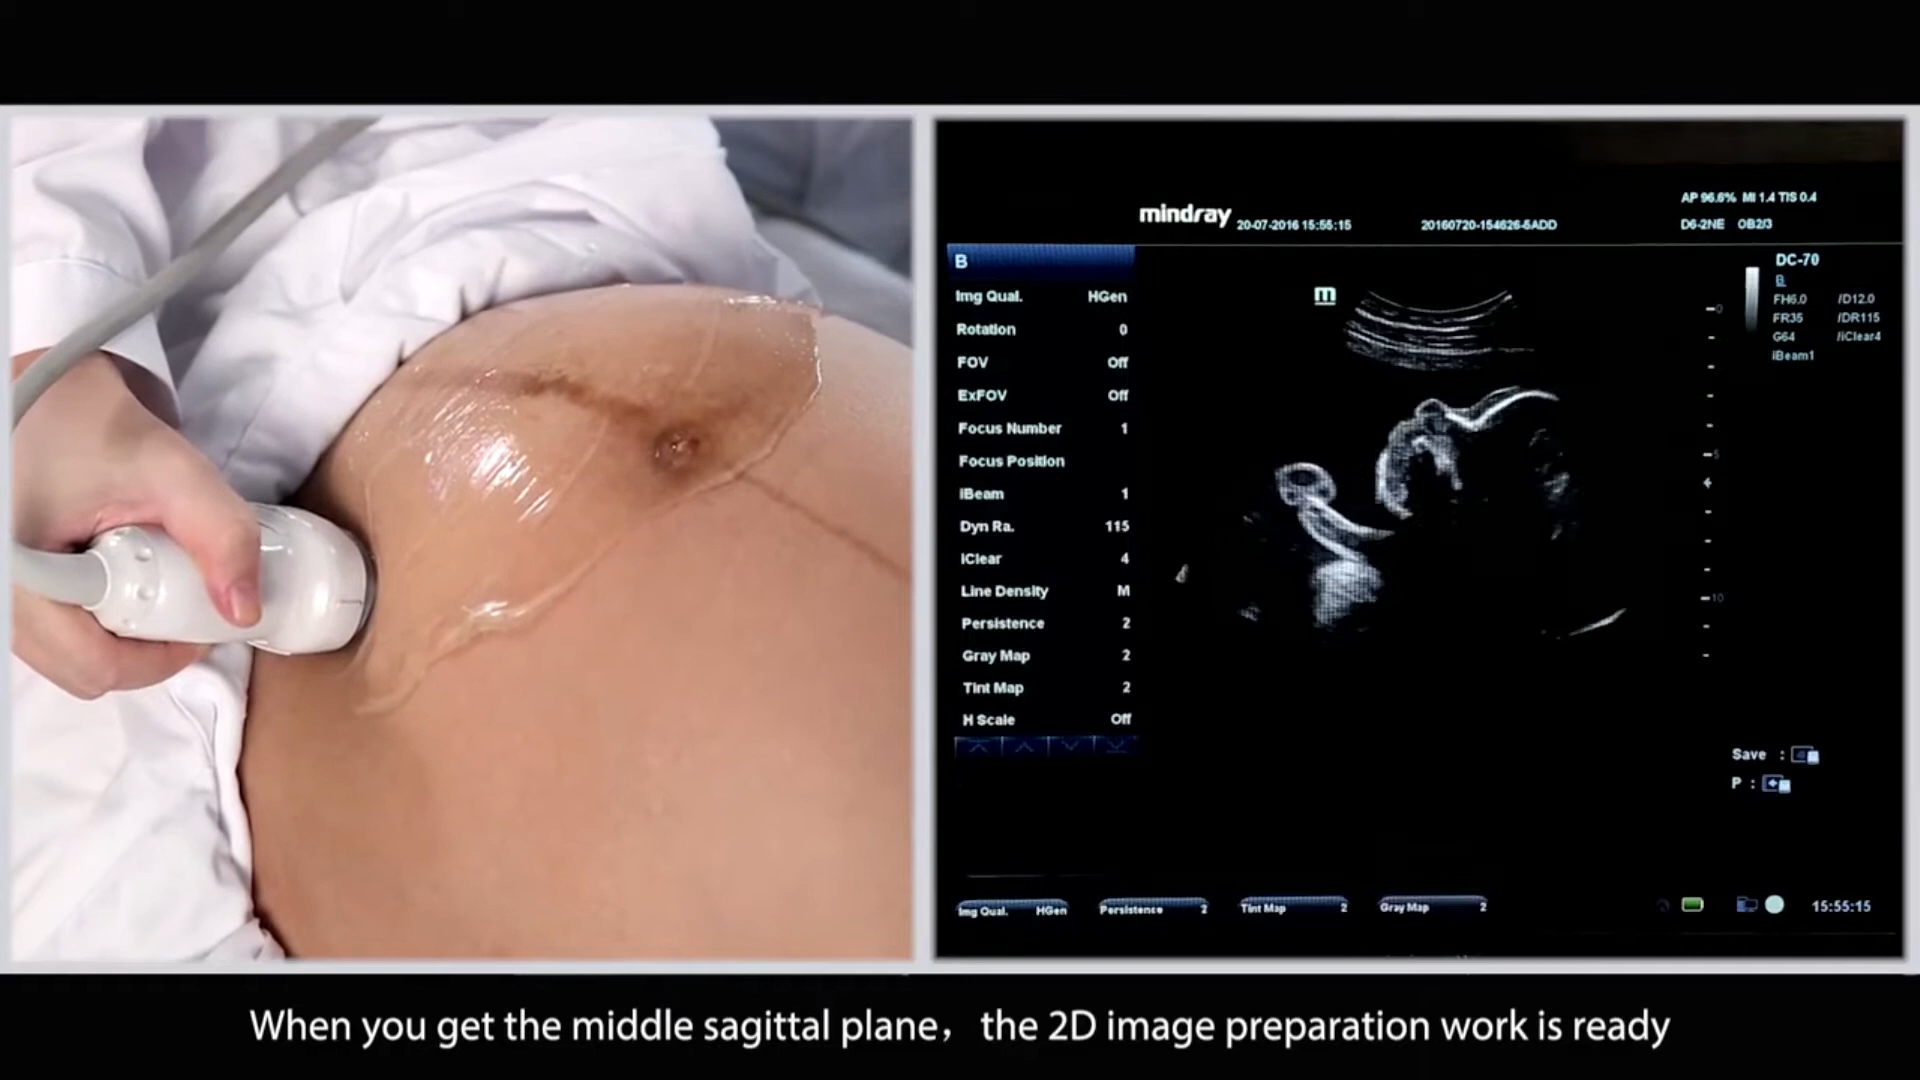 mindray
20-07-2016 15:55:15
20160720-154626-5ADD
AP 96.6% MI 1.4 TIS 0.4
D6-2NE OB2/3
B
Img Qual. HGen
Rotation 0
FOV Off
ExFOV Off
Focus Number 1
Focus Position
iBeam 1
Dyn Ra. 115
iClear 4
Line Density M
Persistence 2
Gray Map 2
Tint Map 2
H Scale Off
m
0
5
10
DC-70
B
FH6.0 /D12.0
FR35 /DR115
G64 /iClear4
iBeam1
Save :
P :
Img Qual. HGen Persistence 2 Tint Map 2 Gray Map 2
15:55:15
When you get the middle sagittal plane，the 2D image preparation work is ready